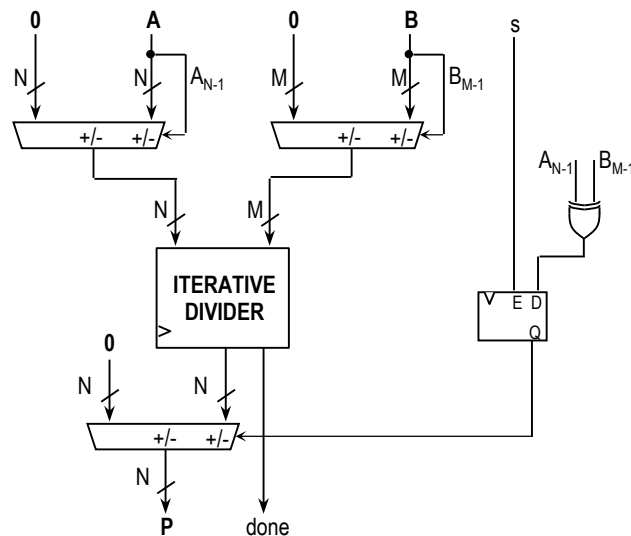 0 A 0 B s
N N A_{N-1} M M B_{M-1}
+/- +/- +/- +/-
A_{N-1} B_{M-1}
N M
ITERATIVE
DIVIDER
E D
Q
0
N N
+/- +/-
N
P done